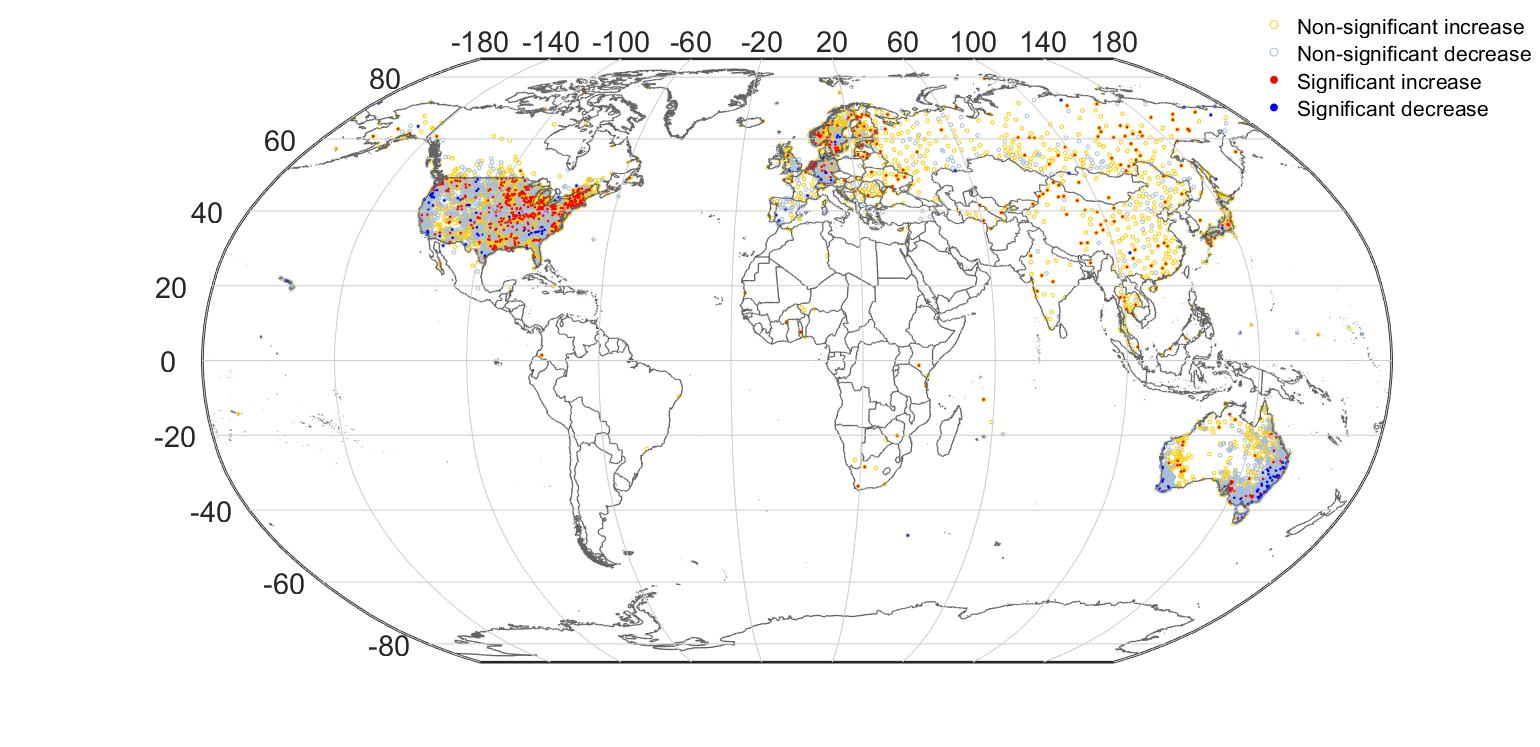 -180 -140 -100 -60 -20 20 60 100 140 180
Non-significant increase
Non-significant decrease
Significant increase
Significant decrease
80
60
40
20
0
-20
-40
-60
-80